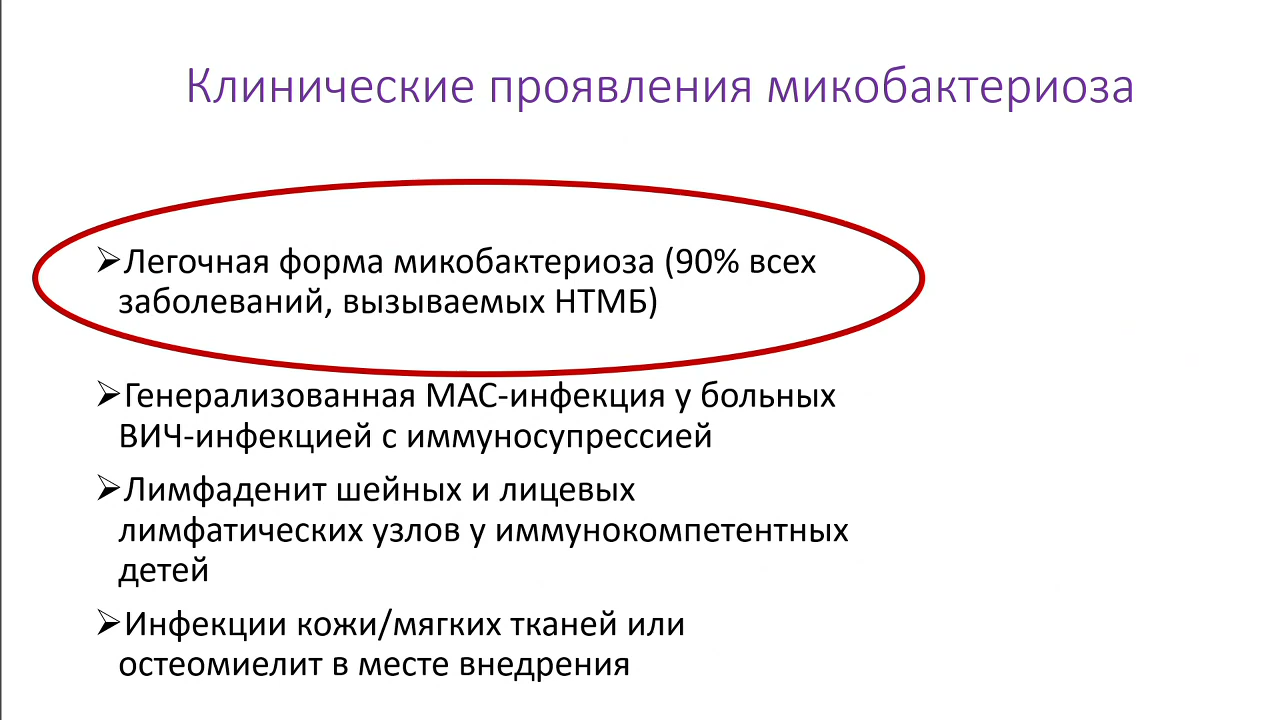 Клинические проявления микобактериоза
➢Легочная форма микобактериоза (90% всех
заболеваний, вызываемых НТМБ)
➢Генерализованная МАС-инфекция у больных
ВИЧ-инфекцией с иммуносупрессией
➢Лимфаденит шейных и лицевых
лимфатических узлов у иммунокомпетентных
детей
➢Инфекции кожи/мягких тканей или
остеомиелит в месте внедрения